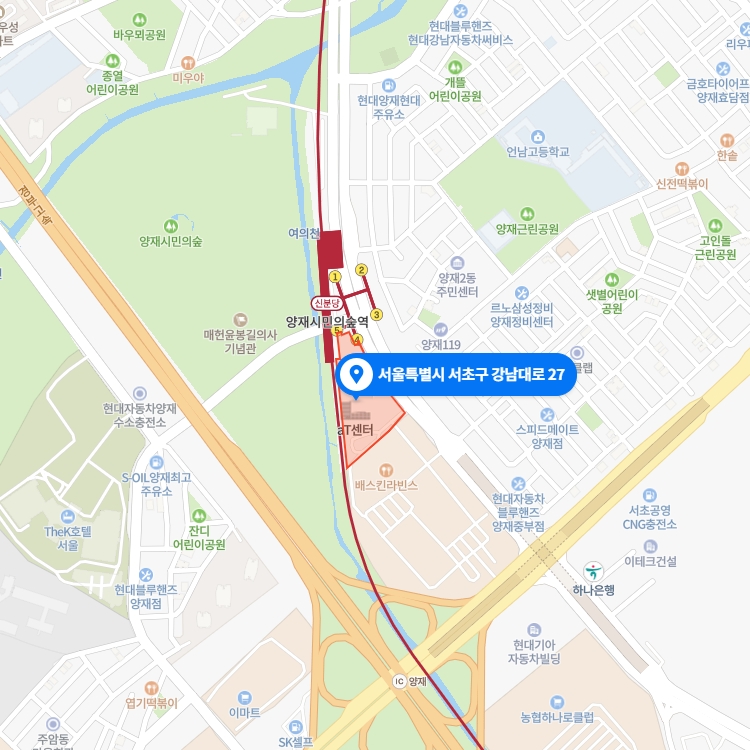 현대블루핸즈
현대강남자동차써비스
바우뫼공원
종열
어린이공원
미우야
개뜰
어린이공원
현대양재현대
주유소
양재효담점
언남고등학교
한솥
신전떡볶이
경부고속
양재시민의숲
여의천
양재근린공원
고인돌
근린공원
1
2
3
4
5
신분당
양재시민의숲역
양재2동
주민센터
샛별어린이
공원
르노삼성정비
양재정비센터
매헌윤봉길의사
기념관
양재119
서울특별시 서초구 강남대로 27
aT센터
현대자동차양재
수소충전소
스피드메이트
양재점
S-OIL양재최고
주유소
배스킨라빈스
현대자동차
블루핸즈
양재중부점
서초공영
CNG충전소
TheK호텔
서울
잔디
어린이공원
이테크건설
하나은행
현대블루핸즈
양재점
현대기아
자동차빌딩
IC 양재
엽기떡볶이
이마트
농협하나로클럽
주암동
SK셀프